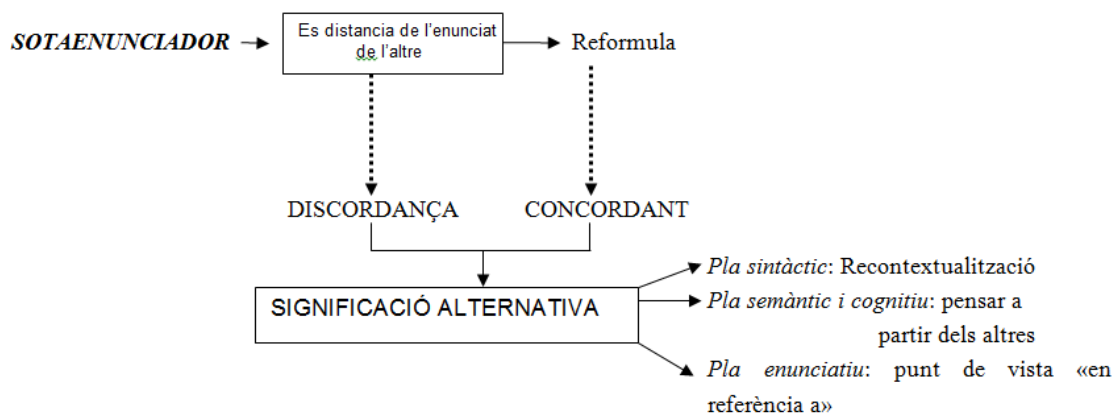 SOTAENUNCIADOR
Es distancia de l'enunciat
de l'altre
Reformula
DISCORDANÇA
CONCORDANT
SIGNIFICACIÓ ALTERNATIVA
Pla sintàctic: Recontextualització
Pla semàntic i cognitiu: pensar a
partir dels altres
Pla enunciatiu: punt de vista «en
referència a»